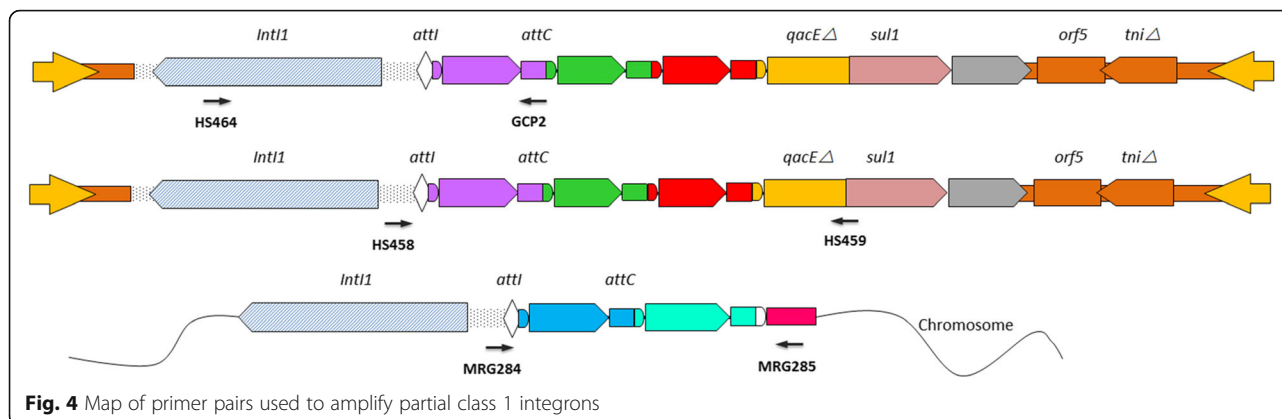 IntI1 attI attC qacE△ sul1 orf5 tni△
HS464 GCP2
IntI1 attI attC qacE△ sul1 orf5 tni△
HS458 HS459
IntI1 attI attC
Chromosome
MRG284 MRG285
Fig. 4 Map of primer pairs used to amplify partial class 1 integrons